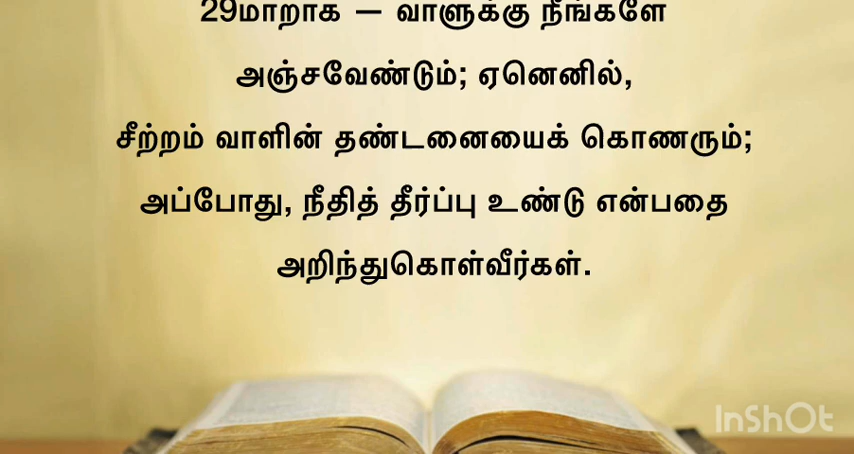 29மாறாக – வாளுக்கு நீங்களே
அஞ்சவேண்டும்; ஏனெனில்,
சீற்றம் வாளின் தண்டனையைக் கொணரும்;
அப்போது, நீதித் தீர்ப்பு உண்டு என்பதை
அறிந்துகொள்வீர்கள்.
InShOt